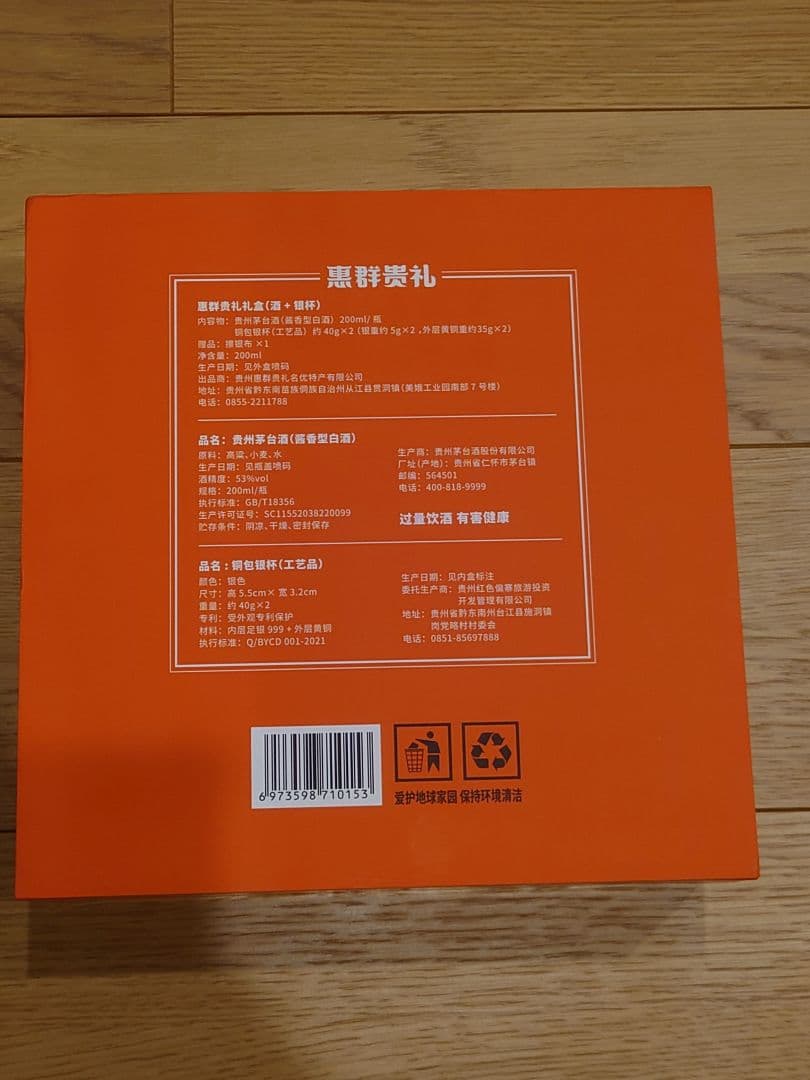 惠群贵礼
惠群贵礼礼盒(酒+银杯)
内容物：贵州茅台酒(酱香型白酒) 200ml/瓶
铜包银杯(工艺品) 约40g×2 (银重约5g×2 ,外层黄铜重约35g×2)
赠品：擦银布 ×1
净含量：200ml
生产日期：见外盒喷码
出品商：贵州惠群贵礼名优特产有限公司
地址：贵州省黔东南苗族侗族自治州从江县贯洞镇(美娥工业园南部7号楼)
电话：0855-2211788
品名：贵州茅台酒(酱香型白酒)
原料：高粱、小麦、水
生产日期：见瓶盖喷码
酒精度：53%vol
规格：200ml/瓶
执行标准：GB/T18356
生产许可证号：SC11552038220099
贮存条件：阴凉、干燥、密封保存
生产商：贵州茅台酒股份有限公司
厂址(产地)：贵州省仁怀市茅台镇
邮编：564501
电话：400-818-9999
过量饮酒 有害健康
品名：铜包银杯(工艺品)
颜色：银色
尺寸：高 5.5cm× 宽 3.2cm
重量：约 40g×2
专利：受外观专利保护
材料：内层足银 999 + 外层黄铜
执行标准：Q/BYCD 001-2021
生产日期：见内盒标注
委托生产商：贵州红色偏寨旅游投资
开发管理有限公司
地址：贵州省黔东南州台江县施洞镇
岗党略村村委会
电话：0851-85697888
6 973598 710153
爱护地球家园 保持环境清洁